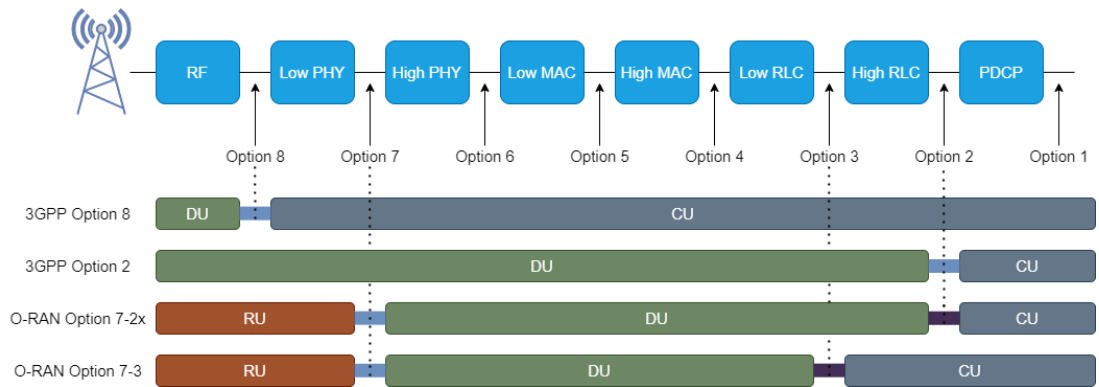 RF
Low PHY
High PHY
Low MAC
High MAC
Low RLC
High RLC
PDCP
Option 8
Option 7
Option 6
Option 5
Option 4
Option 3
Option 2
Option 1
3GPP Option 8
DU
CU
3GPP Option 2
DU
CU
O-RAN Option 7-2x
RU
DU
CU
O-RAN Option 7-3
RU
DU
CU